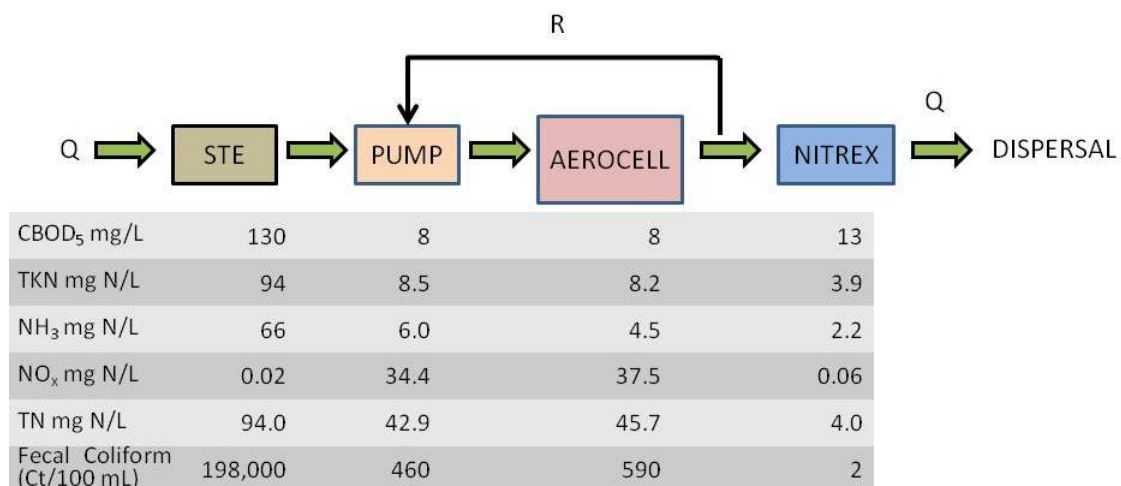 R
Q
Q STE PUMP AEROCELL NITREX DISPERSAL
CBOD₅ mg/L 130 8 8 13
TKN mg N/L 94 8.5 8.2 3.9
NH₃ mg N/L 66 6.0 4.5 2.2
NOₓ mg N/L 0.02 34.4 37.5 0.06
TN mg N/L 94.0 42.9 45.7 4.0
Fecal Coliform
(Ct/100 mL) 198,000 460 590 2